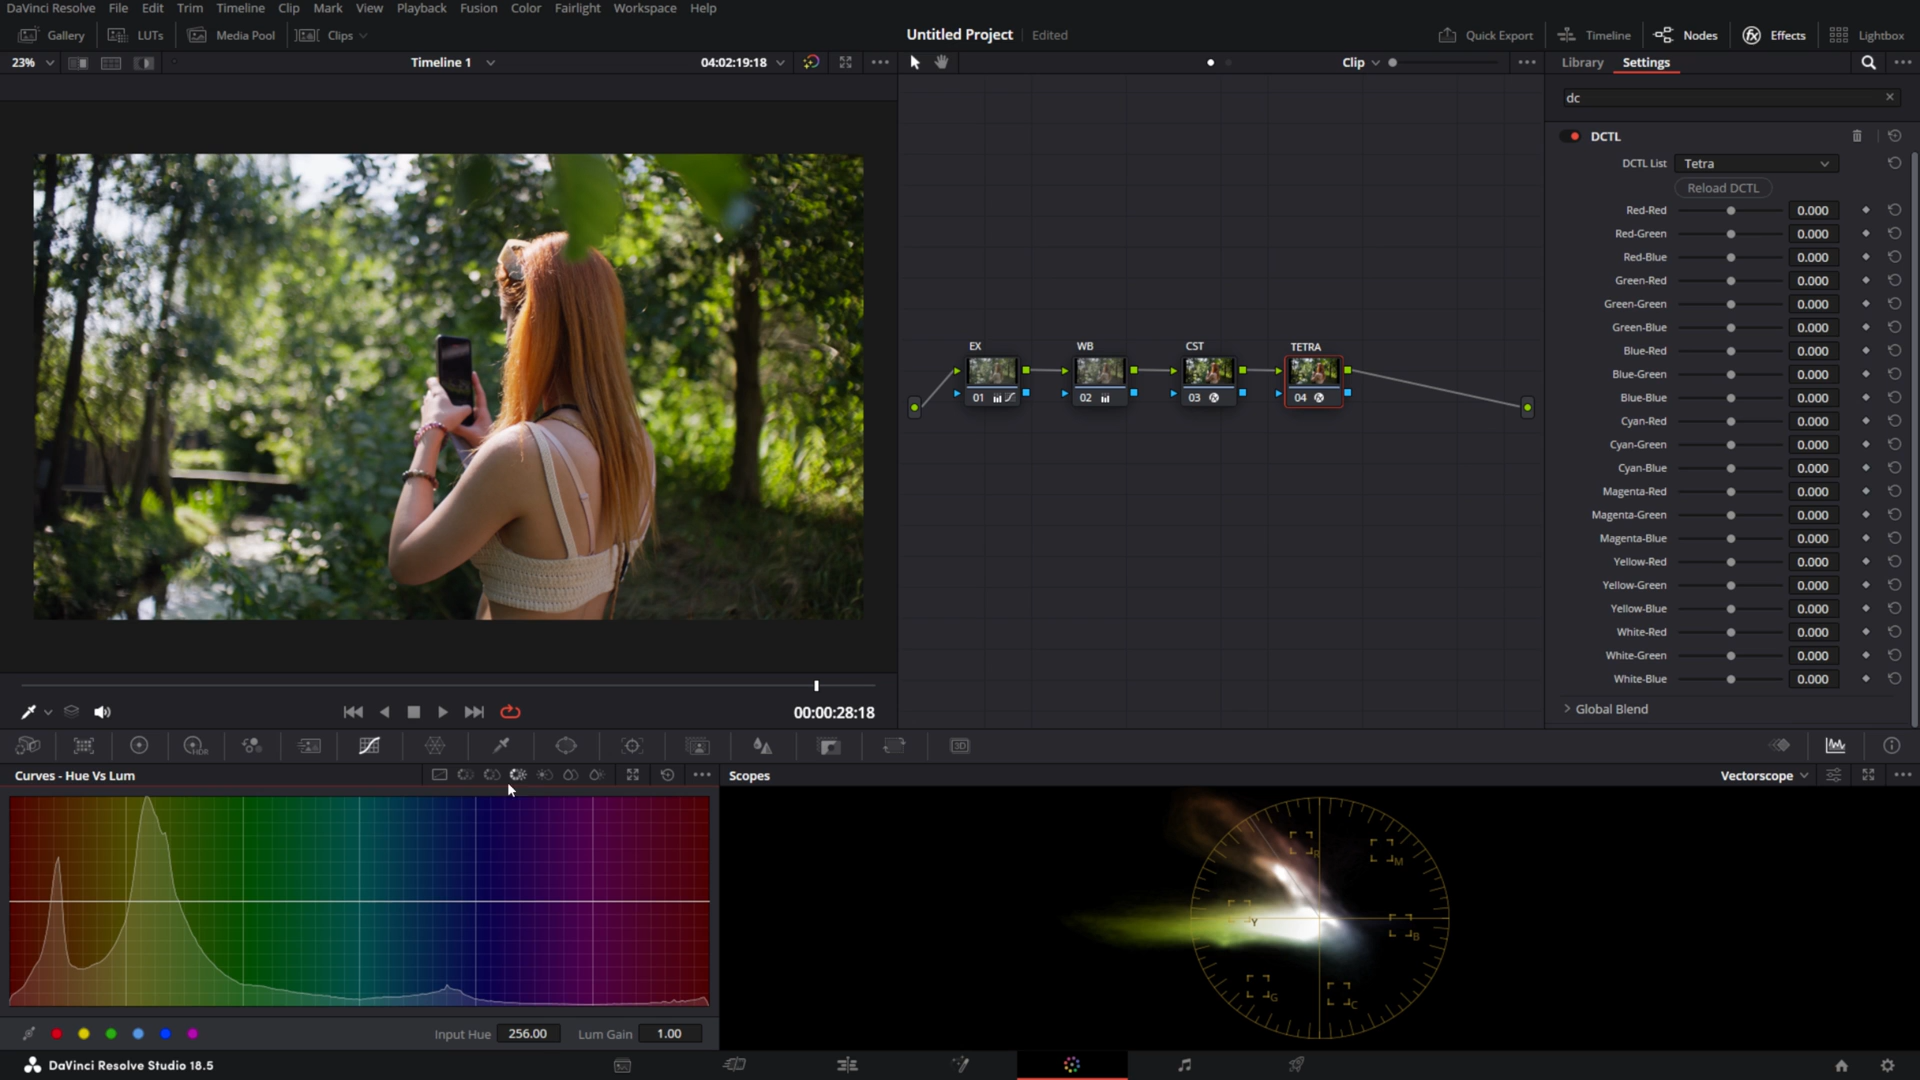 DaVinci Resolve File Edit Trim Timeline Clip Mark View Playback Fusion Color Fairlight Workspace Help
Gallery LUTs Media Pool Clips Untitled Project Edited Quick Export Timeline Nodes Effects Lightbox
23% Timeline 1 04:02:19:18 Clip Library Settings
dc
DCTL
DCTL List Tetra
Reload DCTL
Red-Red 0.000
Red-Green 0.000
Red-Blue 0.000
Green-Red 0.000
Green-Green 0.000
Green-Blue 0.000
Blue-Red 0.000
Blue-Green 0.000
Blue-Blue 0.000
Cyan-Red 0.000
Cyan-Green 0.000
Cyan-Blue 0.000
Magenta-Red 0.000
Magenta-Green 0.000
Magenta-Blue 0.000
Yellow-Red 0.000
Yellow-Green 0.000
Yellow-Blue 0.000
White-Red 0.000
White-Green 0.000
White-Blue 0.000
Global Blend
EX WB CST TETRA
01 02 03 04
00:00:28:18
HDR
3D
Curves - Hue Vs Lum
Scopes
Vectorscope
R
M
Y
B
G
C
Input Hue 256.00 Lum Gain 1.00
DaVinci Resolve Studio 18.5